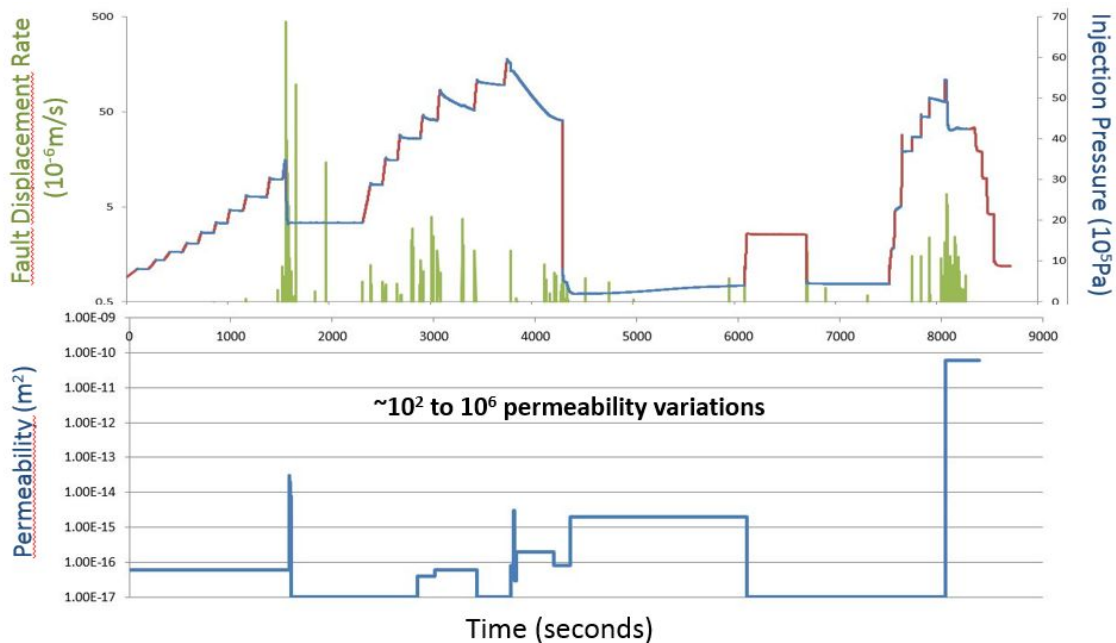 Fault Displacement Rate
(10-6m/s)
500
50
5
0.5
70
60
50
40
30
20
10
0
Injection Pressure (10⁵Pa)
0 1000 2000 3000 4000 5000 6000 7000 8000 9000
Permeability (m²)
1.00E-09
1.00E-10
1.00E-11
1.00E-12
1.00E-13
1.00E-14
1.00E-15
1.00E-16
1.00E-17
~10² to 10⁶ permeability variations
Time (seconds)